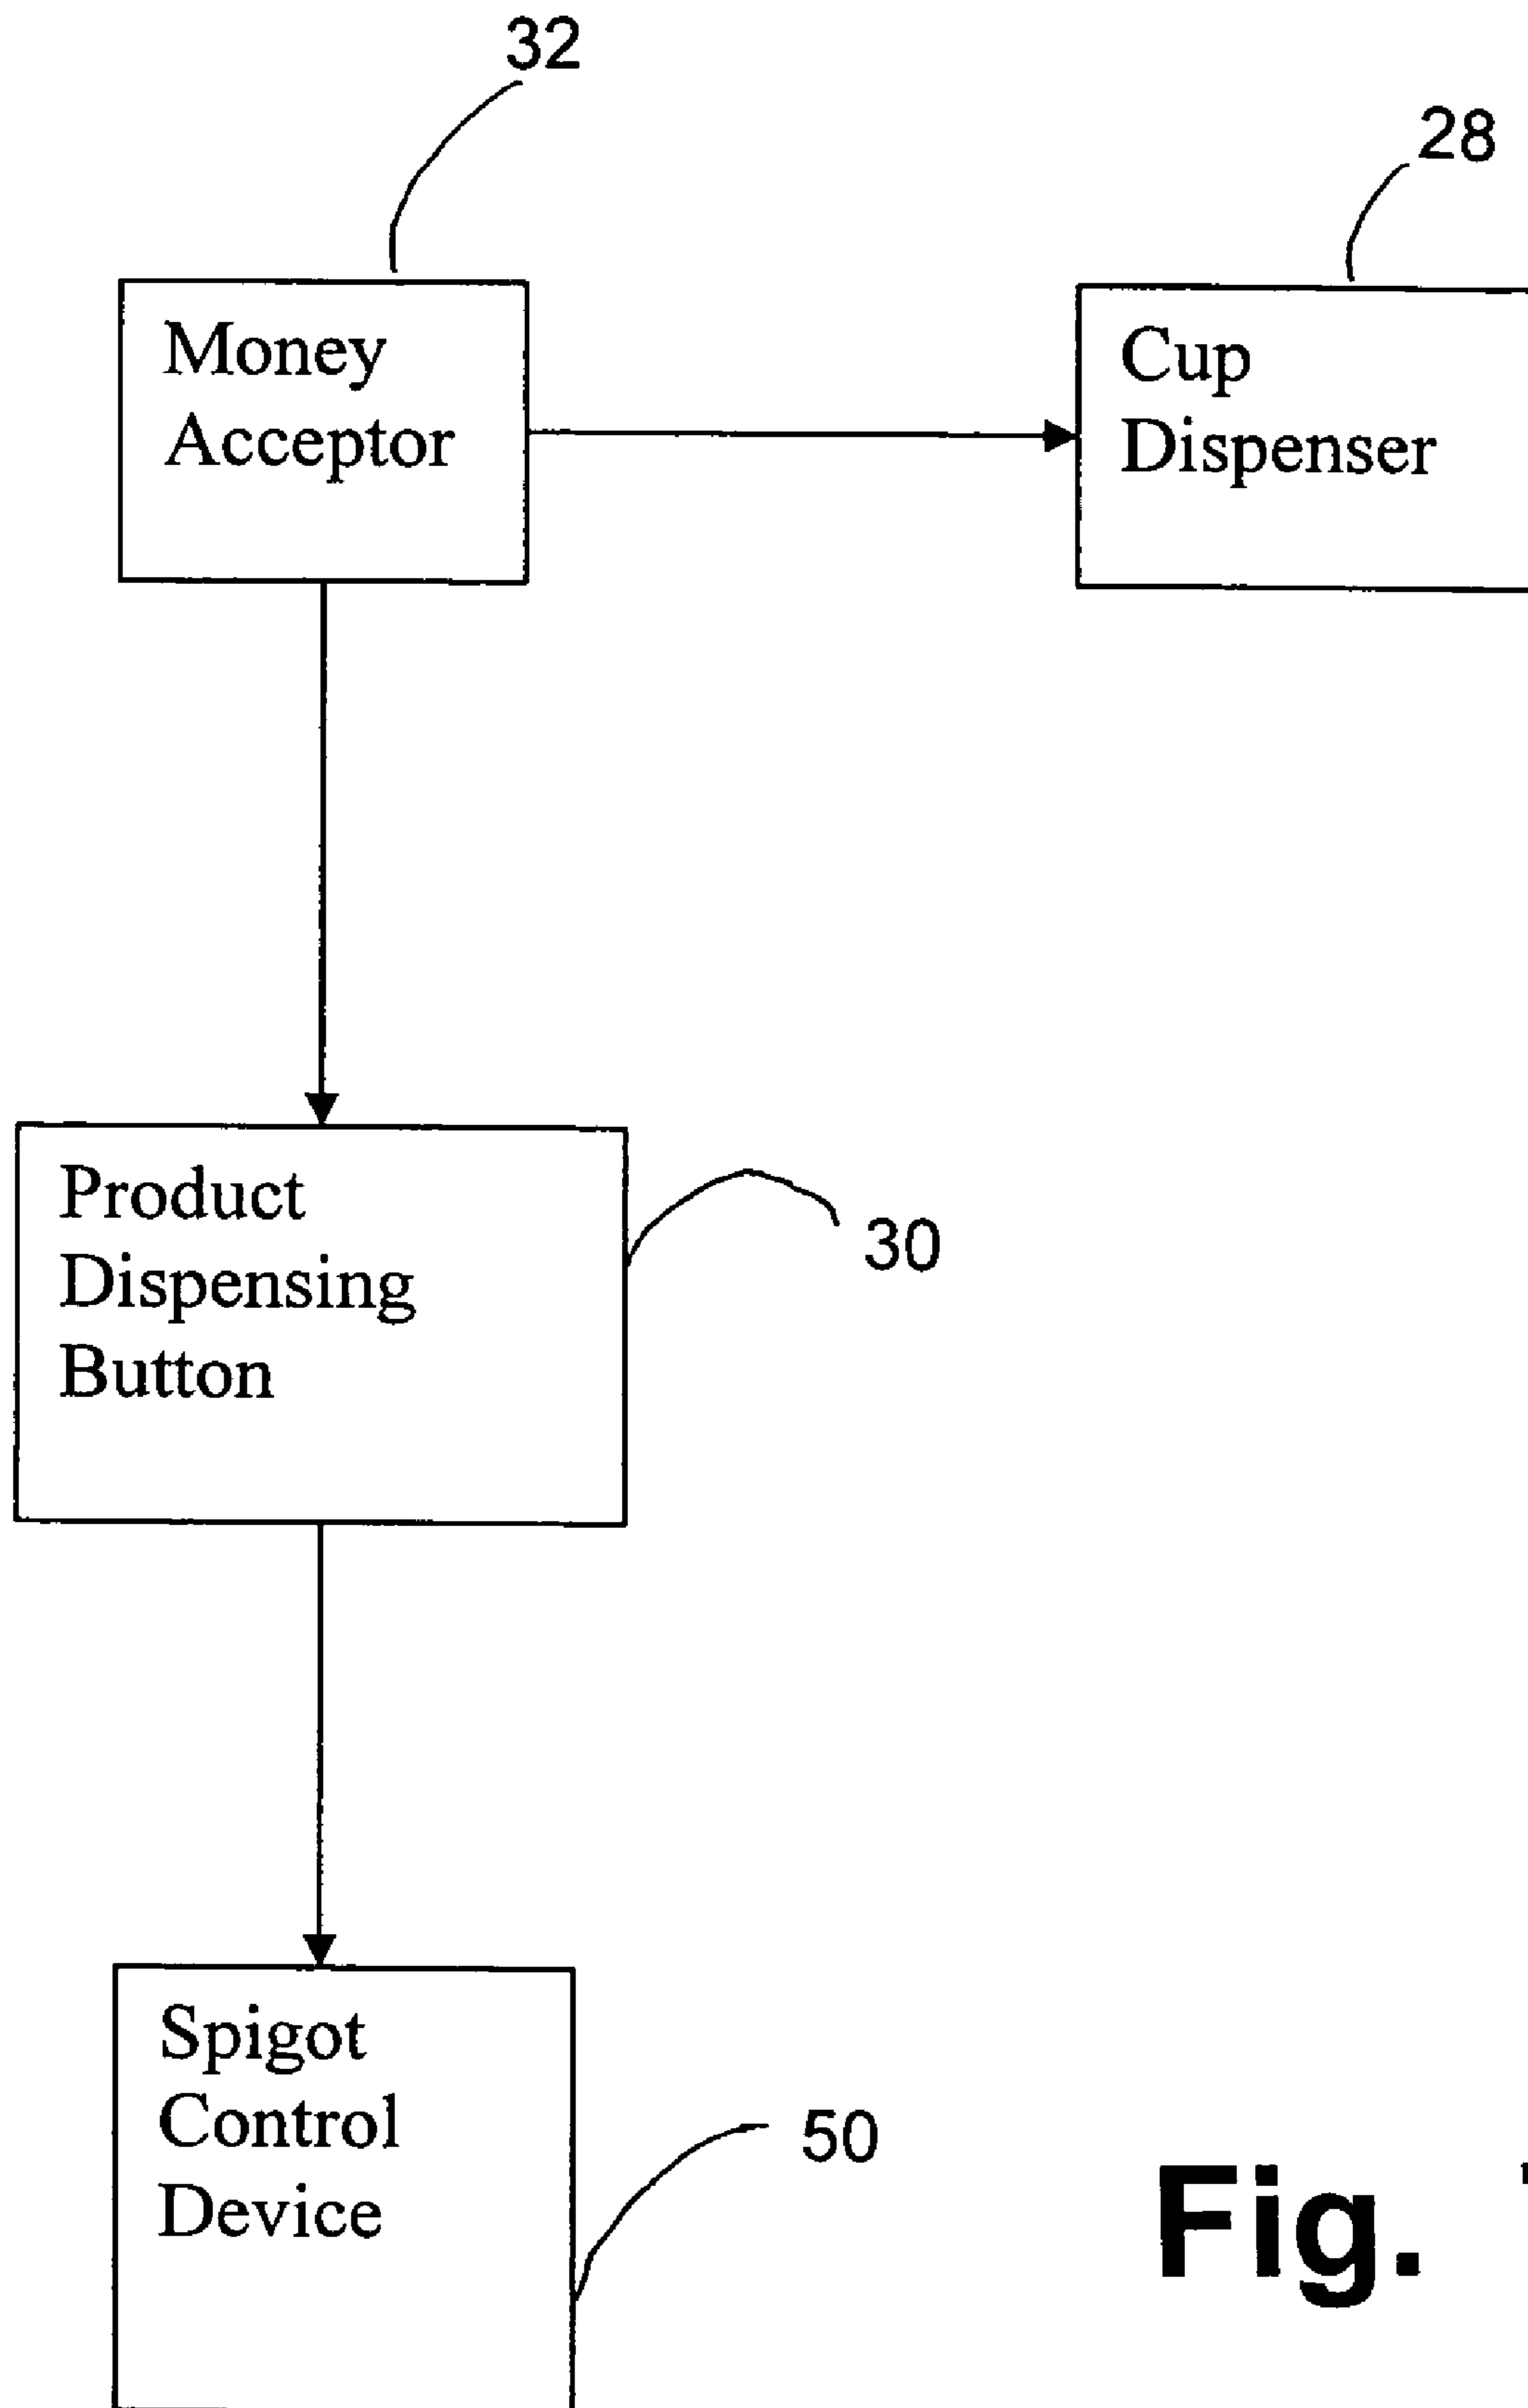 32
28
Money
Acceptor
Cup
Dispenser
Product
Dispensing
Button
30
Spigot
Control
Device
50
Fig.